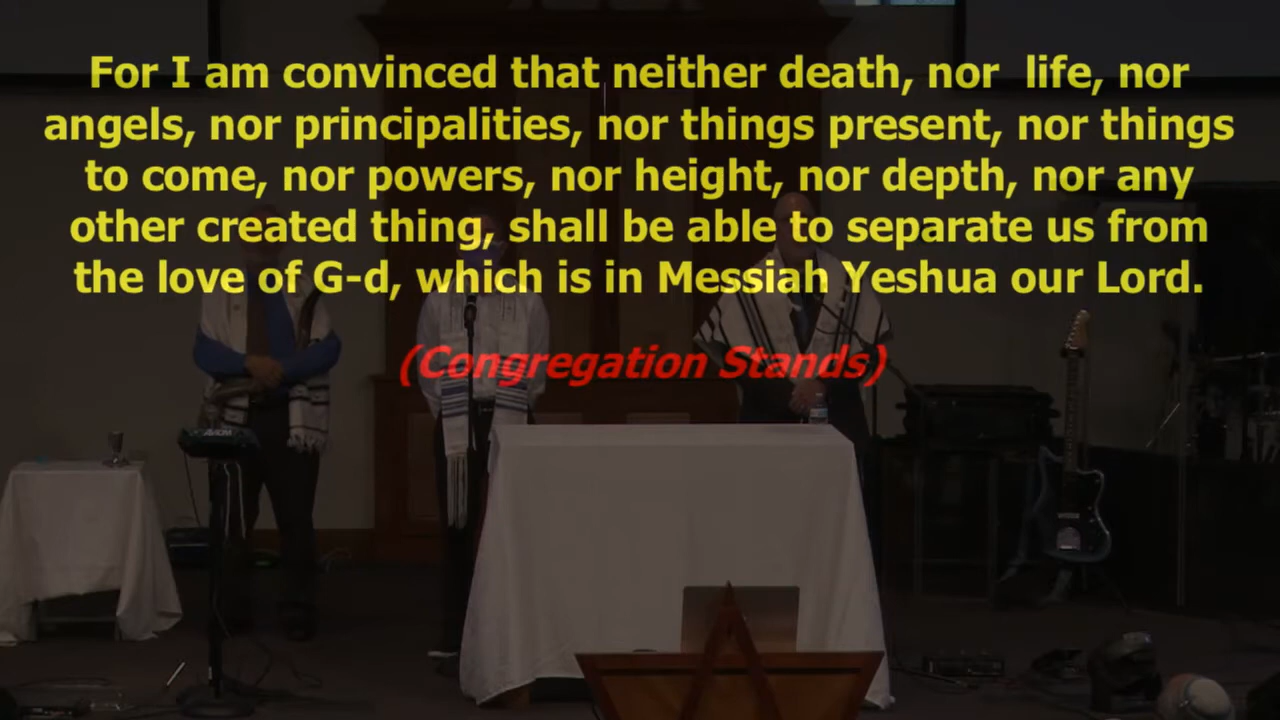 For I am convinced that neither death, nor life, nor
angels, nor principalities, nor things present, nor things
to come, nor powers, nor height, nor depth, nor any
other created thing, shall be able to separate us from
the love of G-d, which is in Messiah Yeshua our Lord.
(Congregation Stands)
AVIOM